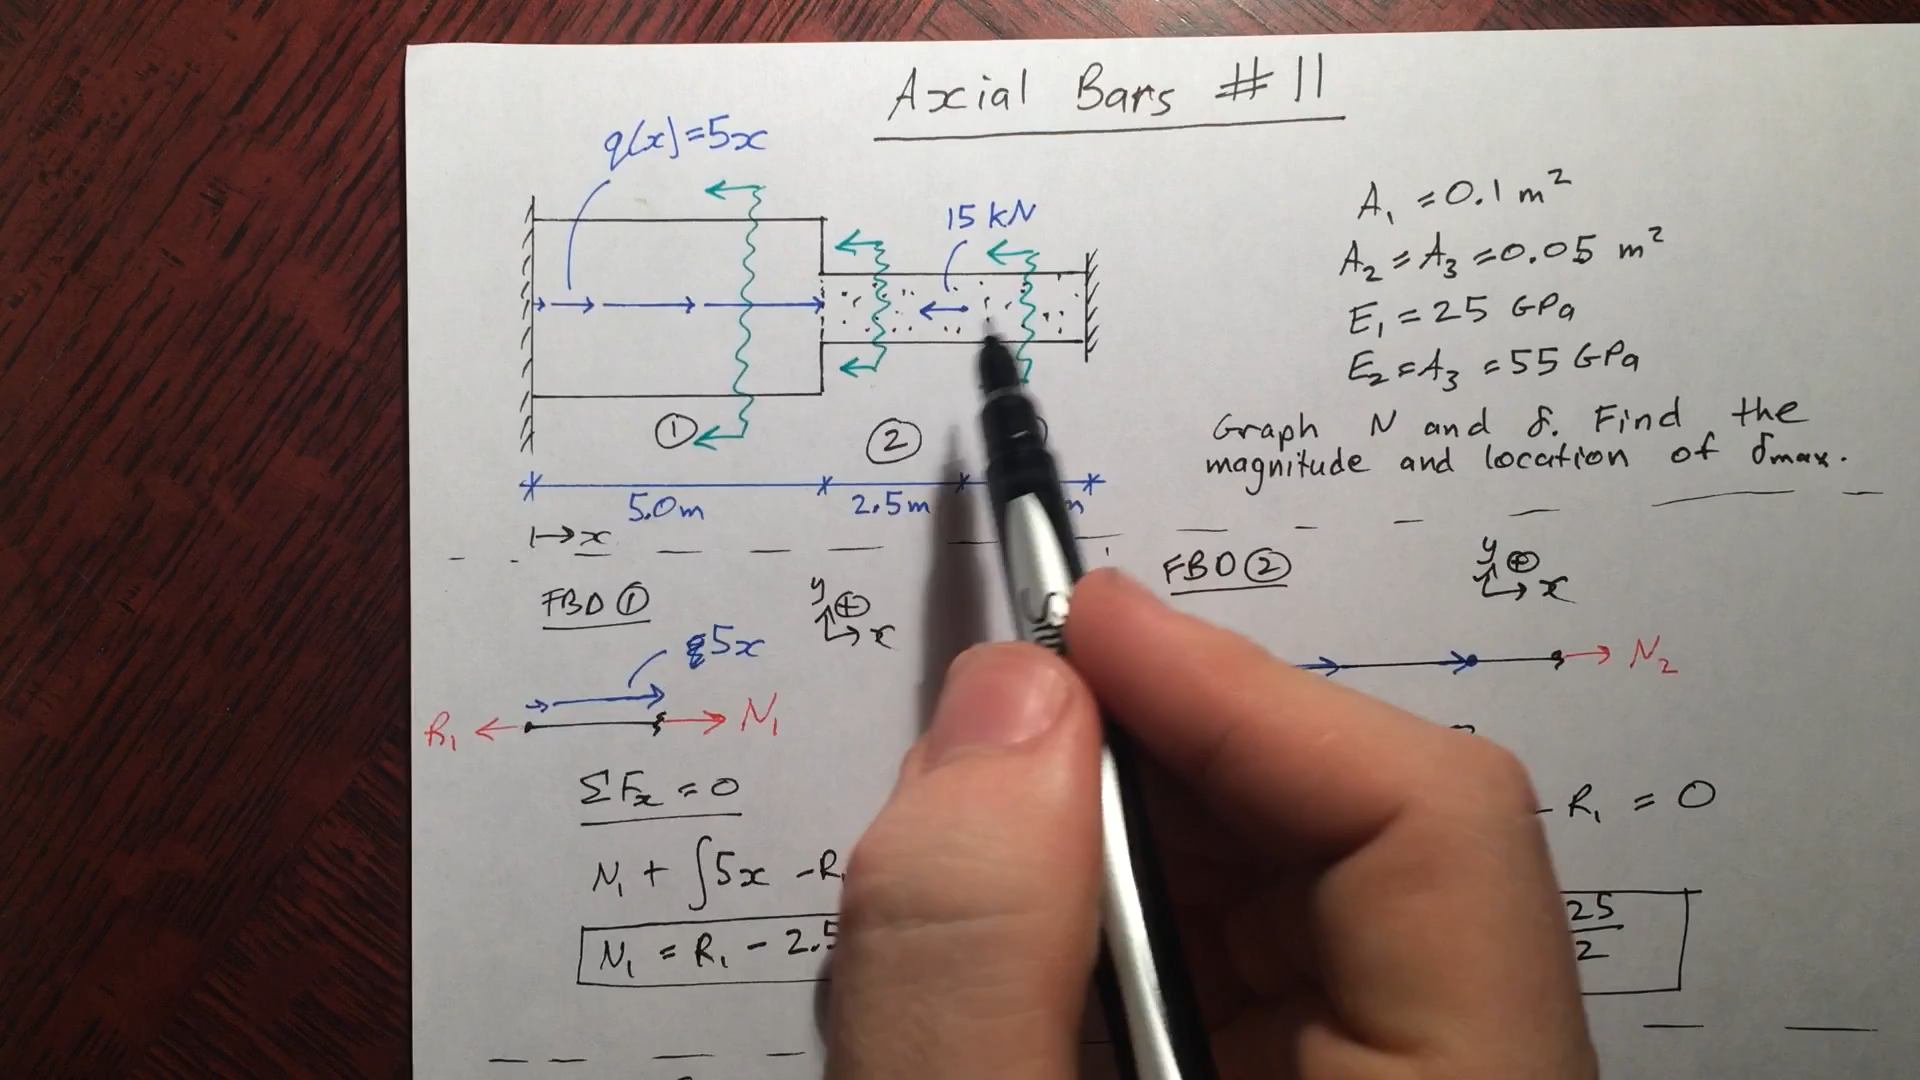 Axial Bars #11
q(x)=5x
15 kN
A₁ = 0.1 m²
A₂ = A₃ = 0.05 m²
E₁ = 25 GPa
E₂ = A₃ = 55 GPa
Graph N and δ. Find the
magnitude and location of δmax.
① ②
5.0m 2.5m m
x
FBD ①
y
x
5x
R₁ N₁
ΣFx = 0
N₁ + ∫5x - R₁
N₁ = R₁ - 2.5
FBD ②
y
x
N₂
- R₁ = 0
25
2